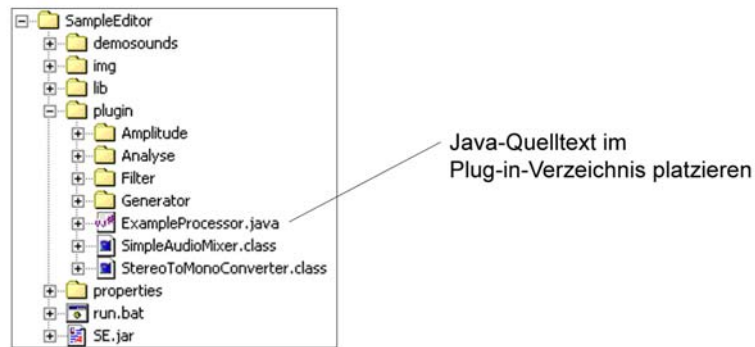 SampleEditor
demosounds
img
lib
plugin
Amplitude
Analyse
Filter
Generator
ExampleProcessor.java
SimpleAudioMixer.class
StereoToMonoConverter.class
properties
run.bat
SE.jar
Java-Quelltext im
Plug-in-Verzeichnis platzieren